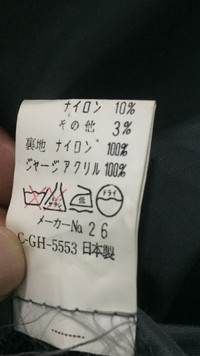 ナイロン 10%
その他 3%
裏地 ナイロン 100%
ジャージアクリル 100%
低 ドライ
メーカーNo. 26
C-GH-5553 日本製